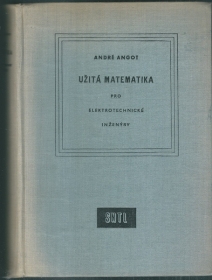 ANDRÉ ANGOT
UŽITÁ MATEMATIKA
PRO
ELEKTROTECHNICKÉ
INŽENÝRY
SNTL